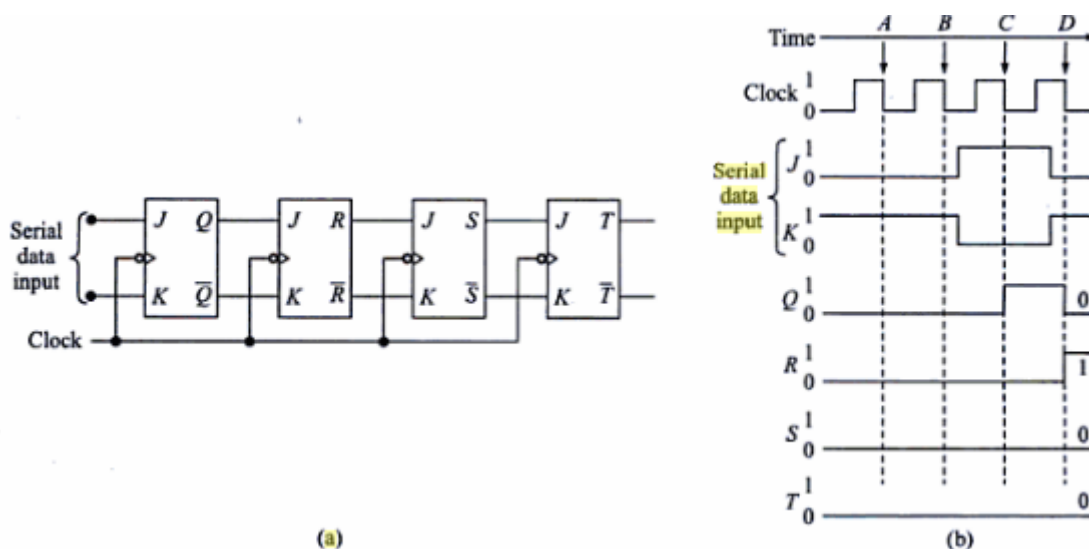 J Q
J R
J S
J T
Serial
data
input
K Q̅
K R̅
K S̅
K T̅
Clock
(a)
Time A B C D
Clock 1
0
Serial
data
input
J 1
0
K 1
0
Q 1
0
0
R 1
0
1
S 1
0
0
T 1
0
0
(b)